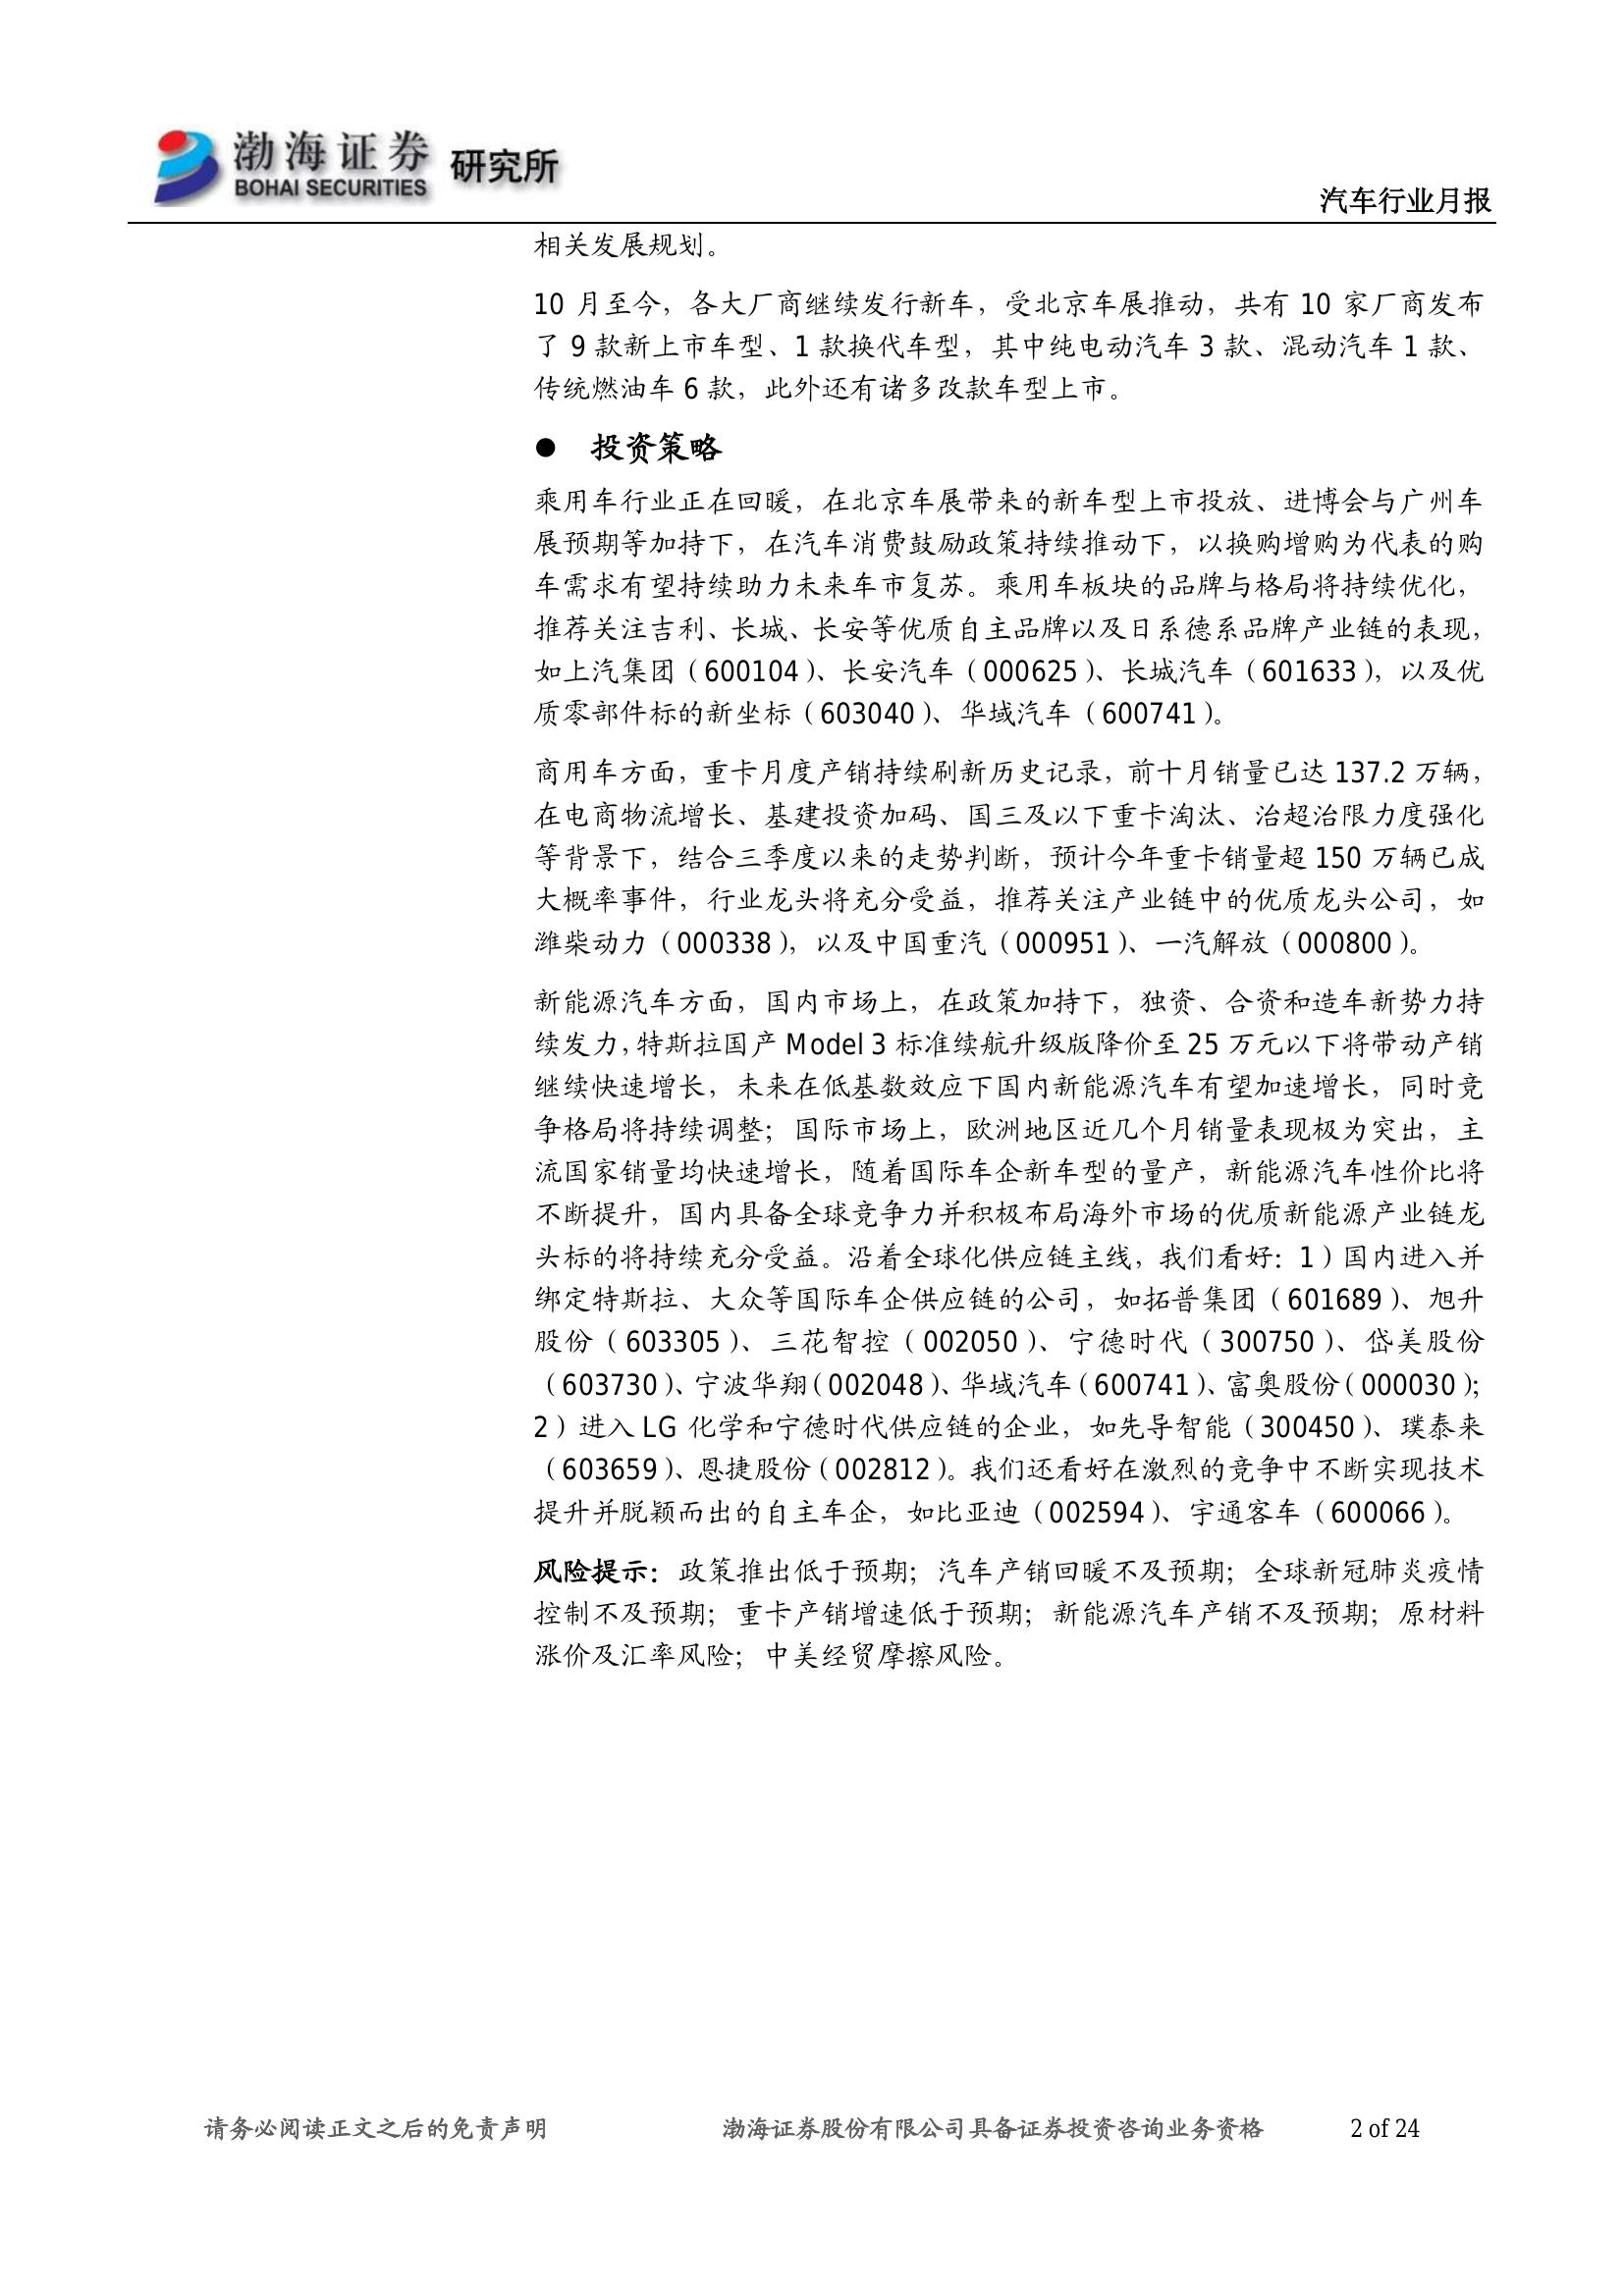 渤海证券 研究所
BOHAI SECURITIES
汽车行业月报
相关发展规划。
10 月至今，各大厂商继续发行新车，受北京车展推动，共有 10 家厂商发布
了 9 款新上市车型、1 款换代车型，其中纯电动汽车 3 款、混动汽车 1 款、
传统燃油车 6 款，此外还有诸多改款车型上市。
● 投资策略
乘用车行业正在回暖，在北京车展带来的新车型上市投放、进博会与广州车
展预期等加持下，在汽车消费鼓励政策持续推动下，以换购增购为代表的购
车需求有望持续助力未来车市复苏。乘用车板块的品牌与格局将持续优化，
推荐关注吉利、长城、长安等优质自主品牌以及日系德系品牌产业链的表现，
如上汽集团（600104）、长安汽车（000625）、长城汽车（601633），以及优
质零部件标的新坐标（603040）、华域汽车（600741）。
商用车方面，重卡月度产销持续刷新历史记录，前十月销量已达 137.2 万辆，
在电商物流增长、基建投资加码、国三及以下重卡淘汰、治超治限力度强化
等背景下，结合三季度以来的走势判断，预计今年重卡销量超 150 万辆已成
大概率事件，行业龙头将充分受益，推荐关注产业链中的优质龙头公司，如
潍柴动力（000338），以及中国重汽（000951）、一汽解放（000800）。
新能源汽车方面，国内市场上，在政策加持下，独资、合资和造车新势力持
续发力，特斯拉国产 Model 3 标准续航升级版降价至 25 万元以下将带动产销
继续快速增长，未来在低基数效应下国内新能源汽车有望加速增长，同时竞
争格局将持续调整；国际市场上，欧洲地区近几个月销量表现极为突出，主
流国家销量均快速增长，随着国际车企新车型的量产，新能源汽车性价比将
不断提升，国内具备全球竞争力并积极布局海外市场的优质新能源产业链龙
头标的将持续充分受益。沿着全球化供应链主线，我们看好：1）国内进入并
绑定特斯拉、大众等国际车企供应链的公司，如拓普集团（601689）、旭升
股份（603305）、三花智控（002050）、宁德时代（300750）、岱美股份
（603730）、宁波华翔（002048）、华域汽车（600741）、富奥股份（000030）；
2）进入 LG 化学和宁德时代供应链的企业，如先导智能（300450）、璞泰来
（603659）、恩捷股份（002812）。我们还看好在激烈的竞争中不断实现技术
提升并脱颖而出的自主车企，如比亚迪（002594）、宇通客车（600066）。
风险提示：政策推出低于预期；汽车产销回暖不及预期；全球新冠肺炎疫情
控制不及预期；重卡产销增速低于预期；新能源汽车产销不及预期；原材料
涨价及汇率风险；中美经贸摩擦风险。
请务必阅读正文之后的免责声明 渤海证券股份有限公司具备证券投资咨询业务资格 2 of 24